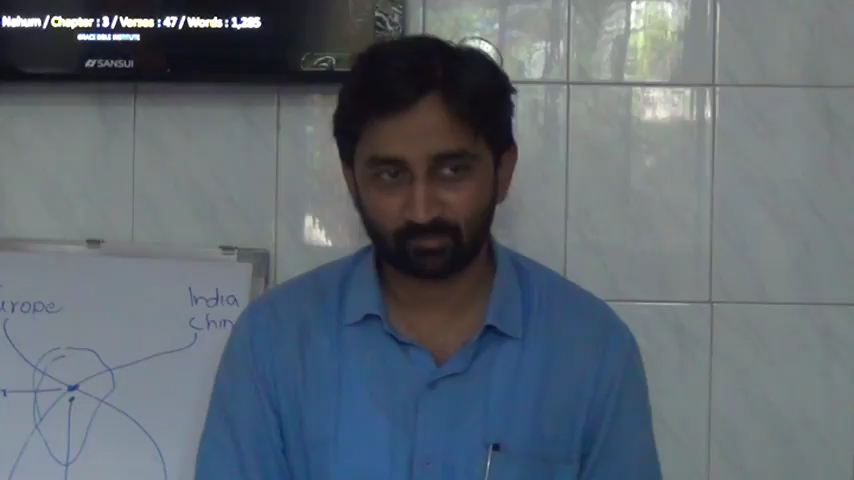 Nahum / Chapter : 3 / Verses : 47 / Words : 1,285
GRACE BIBLE INSTITUTE
SANSUI
urope
India
Chin